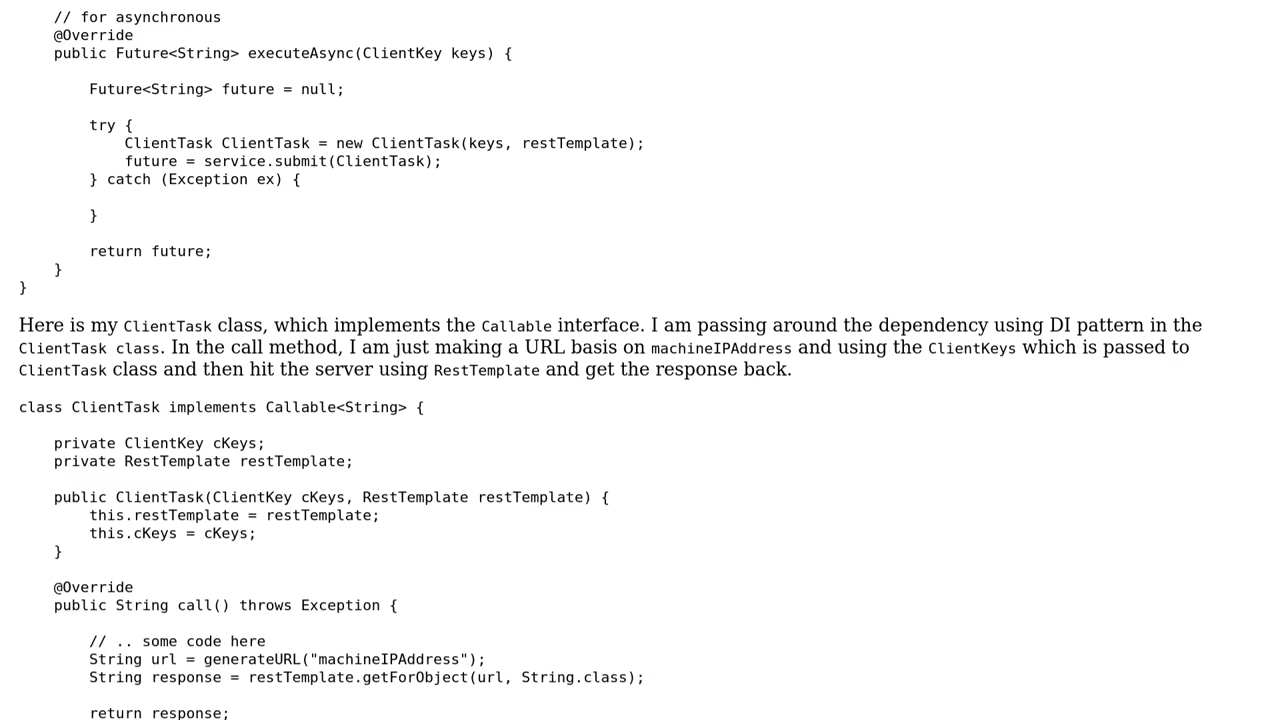 // for asynchronous
    @Override
    public Future<String> executeAsync(ClientKey keys) {

        Future<String> future = null;

        try {
            ClientTask ClientTask = new ClientTask(keys, restTemplate);
            future = service.submit(ClientTask);
        } catch (Exception ex) {

        }

        return future;
    }
}
Here is my ClientTask class, which implements the Callable interface. I am passing around the dependency using DI pattern in the
ClientTask class. In the call method, I am just making a URL basis on machineIPAddress and using the ClientKeys which is passed to
ClientTask class and then hit the server using RestTemplate and get the response back.
class ClientTask implements Callable<String> {

    private ClientKey cKeys;
    private RestTemplate restTemplate;

    public ClientTask(ClientKey cKeys, RestTemplate restTemplate) {
        this.restTemplate = restTemplate;
        this.cKeys = cKeys;
    }

    @Override
    public String call() throws Exception {

        // .. some code here
        String url = generateURL("machineIPAddress");
        String response = restTemplate.getForObject(url, String.class);

        return response;